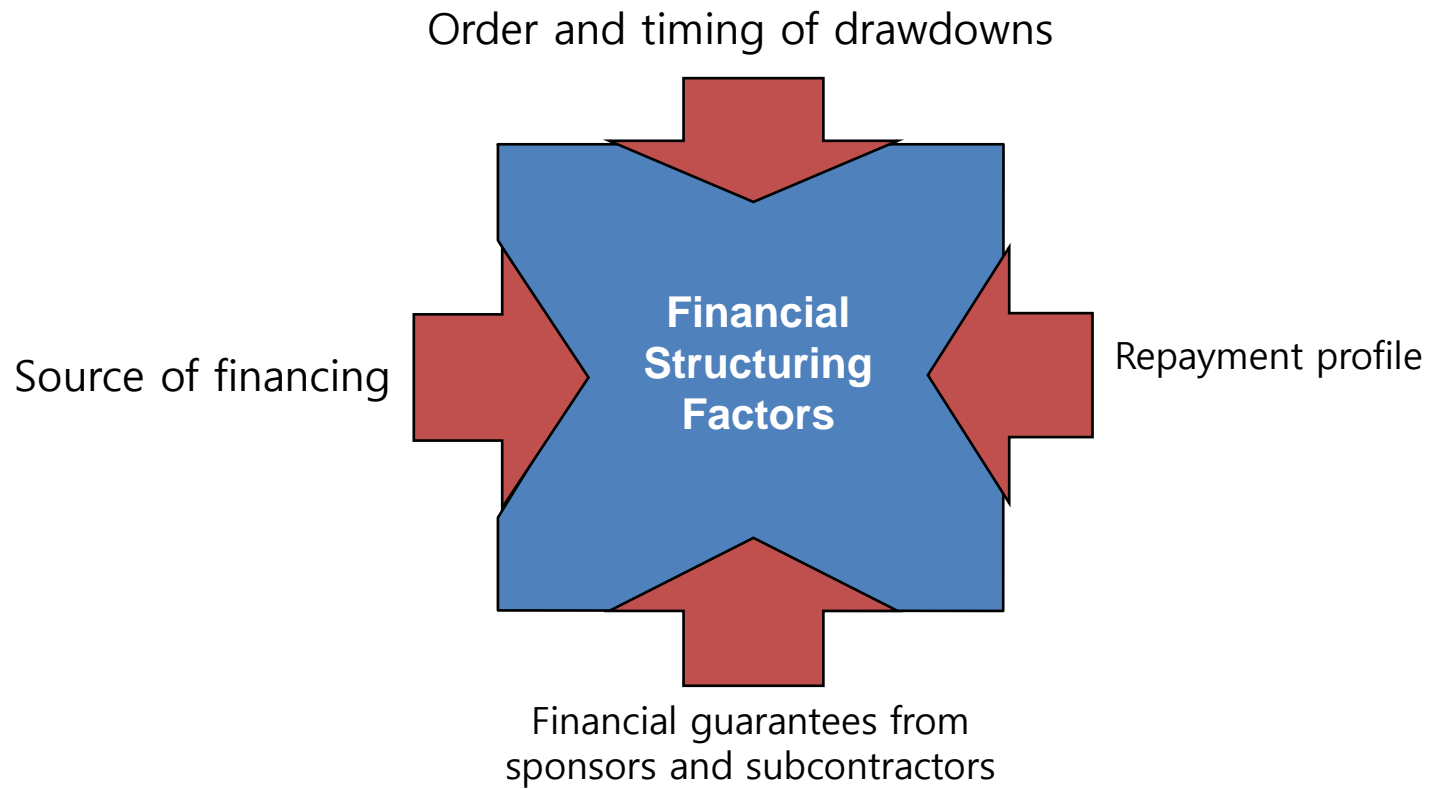 Order and timing of drawdowns
Source of financing
Financial
Structuring
Factors
Repayment profile
Financial guarantees from
sponsors and subcontractors